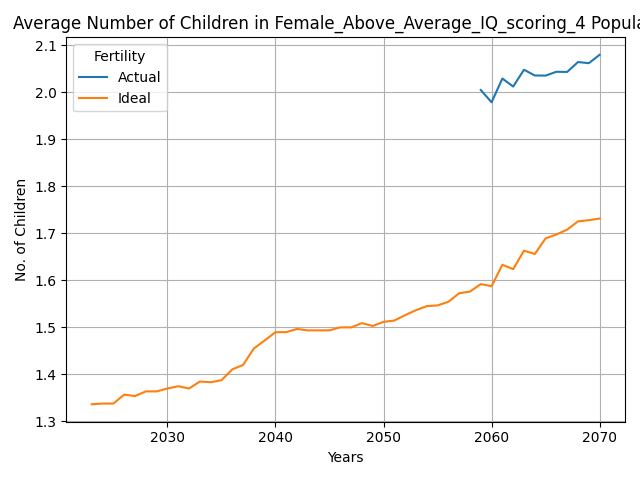 Average Number of Children in Female_Above_Average_IQ_scoring_4 Popula
Fertility
Actual
Ideal
2.1
2.0
1.9
1.8
1.7
1.6
1.5
1.4
1.3
No. of Children
2030 2040 2050 2060 2070
Years